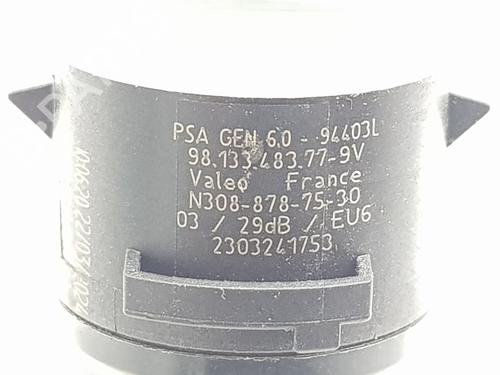 PSA GEN 6.0 - 94403L
98.133.483.77-9V
Valeo France
N308-878-75-30
03 / 29dB / EU6
2303241753